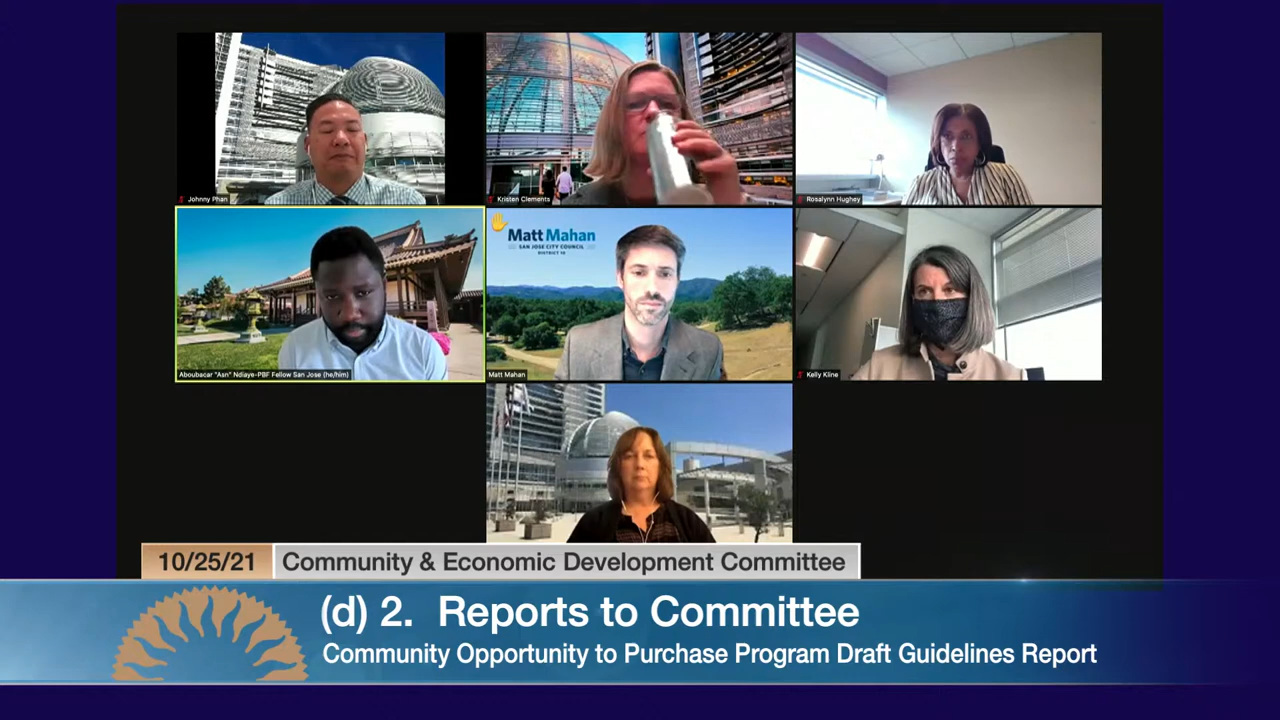 Johnny Phan
Kristen Clements
Rosalynn Hughey
Matt Mahan
SAN JOSE CITY COUNCIL
DISTRICT 10
Aboubacar "Asn" Ndiaye-PBF Fellow San Jose (he/him)
Matt Mahan
Kelly Kline
10/25/21
Community & Economic Development Committee
(d) 2. Reports to Committee
Community Opportunity to Purchase Program Draft Guidelines Report